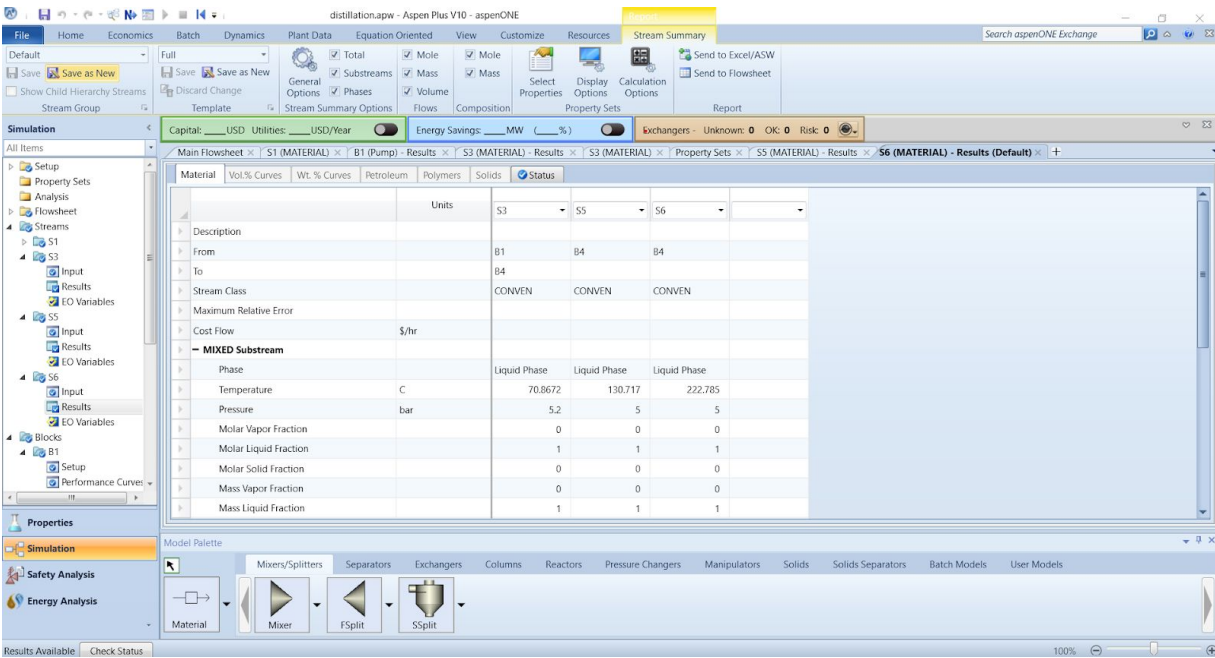 distillation.apw - Aspen Plus V10 - aspenONE
Report
File Home Economics Batch Dynamics Plant Data Equation Oriented View Customize Resources Stream Summary Search aspenONE Exchange
Default Full Total Mole Mole Send to Excel/ASW
Save Save as New Save Save as New Substreams Mass Mass Send to Flowsheet
General Options Select Properties Display Options Calculation Options
Show Child Hierarchy Streams Discard Change Phases Volume
Stream Group Template Stream Summary Options Flows Composition Property Sets Report
Simulation Capital: ____USD Utilities: ____USD/Year Energy Savings: ____MW (____%) Exchangers - Unknown: 0 OK: 0 Risk: 0
All Items
Main Flowsheet S1 (MATERIAL) B1 (Pump) - Results S3 (MATERIAL) - Results S3 (MATERIAL) Property Sets S5 (MATERIAL) - Results S6 (MATERIAL) - Results (Default) +
Setup
Property Sets
Analysis
Flowsheet
Streams
S1
S3
Input
Results
EO Variables
S5
Input
Results
EO Variables
S6
Input
Results
EO Variables
Blocks
B1
Setup
Performance Curves
Properties
Simulation
Safety Analysis
Energy Analysis
Material Vol.% Curves Wt. % Curves Petroleum Polymers Solids Status
Units S3 S5 S6
Description
From B1 B4 B4
To B4
Stream Class CONVEN CONVEN CONVEN
Maximum Relative Error
Cost Flow $/hr
− MIXED Substream
Phase Liquid Phase Liquid Phase Liquid Phase
Temperature C 70.8672 130.717 222.785
Pressure bar 5.2 5 5
Molar Vapor Fraction 0 0 0
Molar Liquid Fraction 1 1 1
Molar Solid Fraction 0 0 0
Mass Vapor Fraction 0 0 0
Mass Liquid Fraction 1 1 1
Model Palette
Mixers/Splitters Separators Exchangers Columns Reactors Pressure Changers Manipulators Solids Solids Separators Batch Models User Models
Material Mixer FSplit SSplit
Results Available Check Status 100%